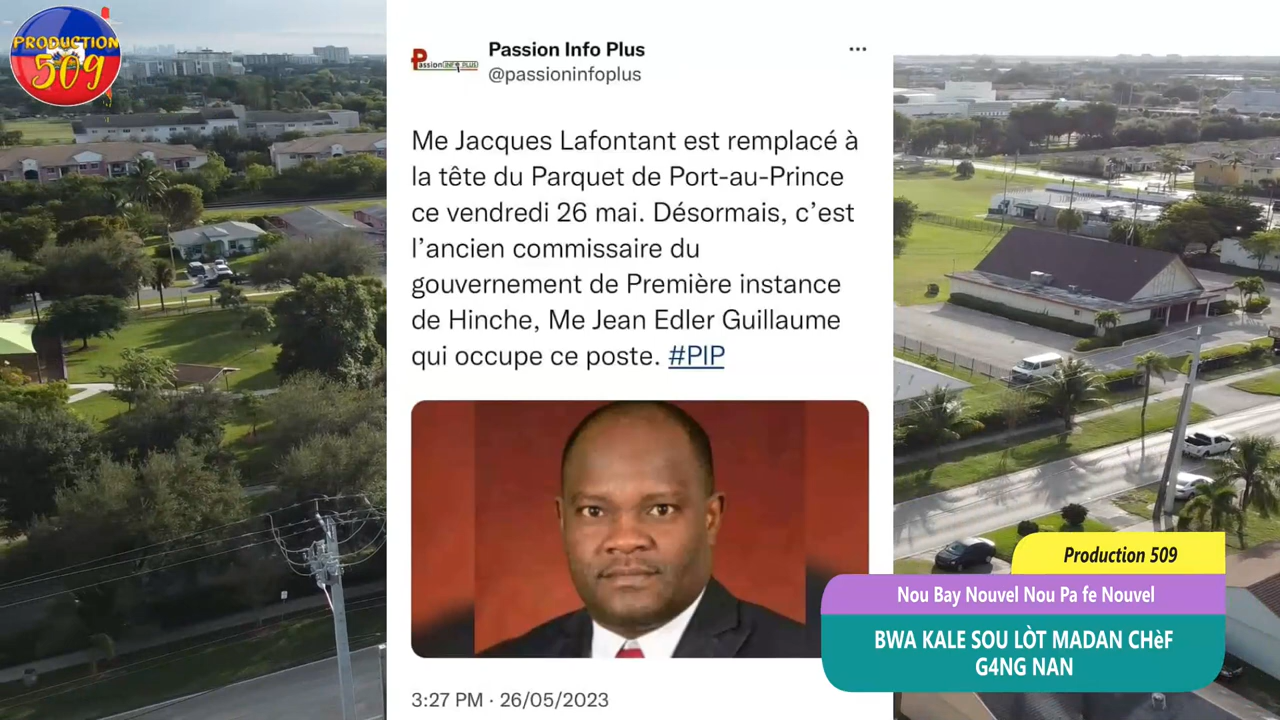 PRODUCTION
509
Passion INFO PLUS
Passion Info Plus
@passioninfoplus
Me Jacques Lafontant est remplacé à
la tête du Parquet de Port-au-Prince
ce vendredi 26 mai. Désormais, c’est
l’ancien commissaire du
gouvernement de Première instance
de Hinche, Me Jean Edler Guillaume
qui occupe ce poste. #PIP
3:27 PM · 26/05/2023
Production 509
Nou Bay Nouvel Nou Pa fe Nouvel
BWA KALE SOU LÒT MADAN CHèF
G4NG NAN